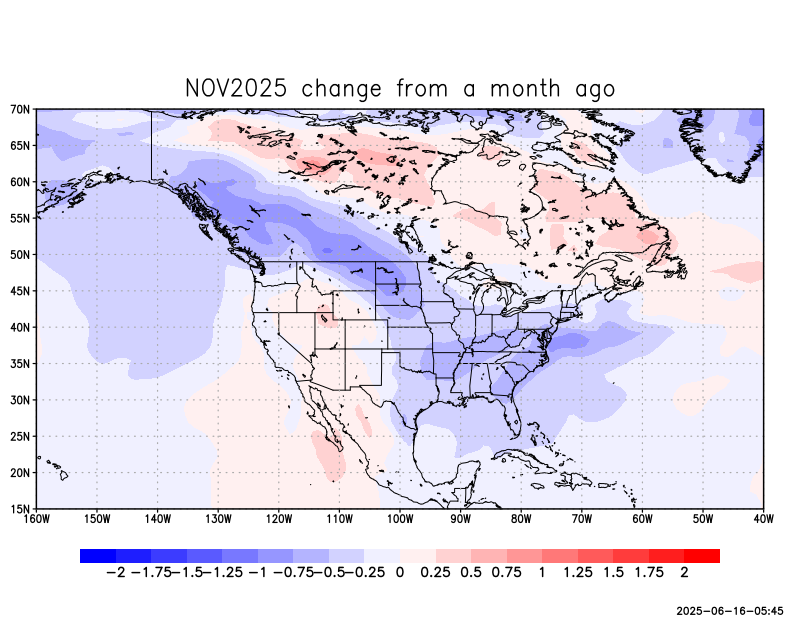 NOV2025 change from a month ago
70N
65N
60N
55N
50N
45N
40N
35N
30N
25N
20N
15N
160W 150W 140W 130W 120W 110W 100W 90W 80W 70W 60W 50W 40W
−2 −1.75 −1.5 −1.25 −1 −0.75 −0.5 −0.25 0 0.25 0.5 0.75 1 1.25 1.5 1.75 2
2025-06-16-05:45